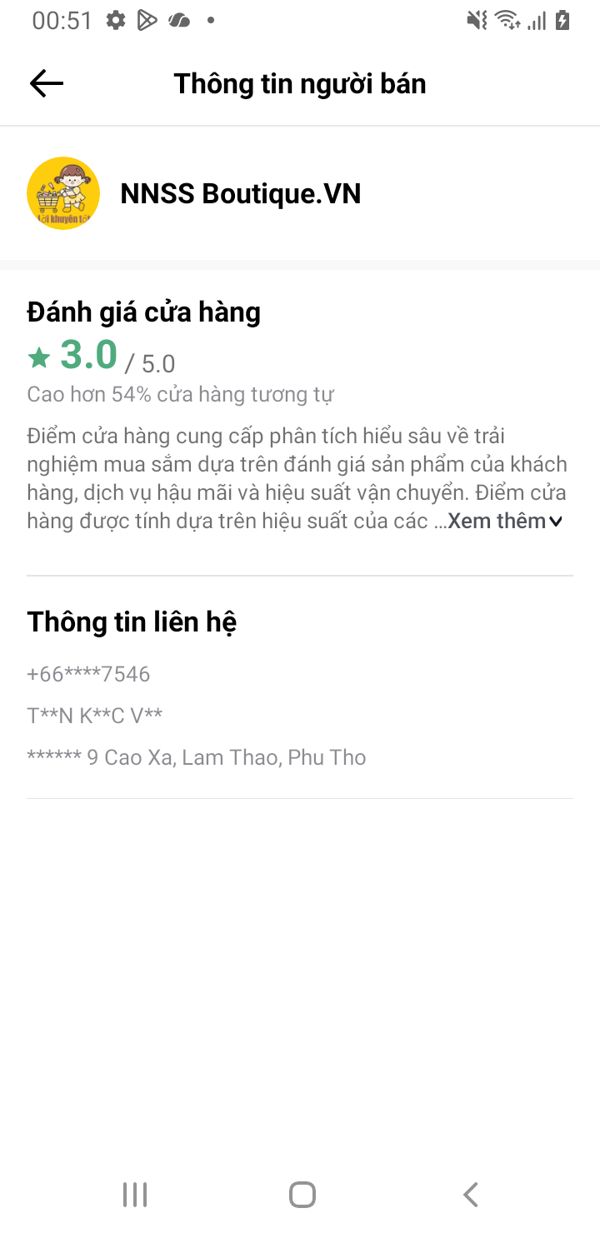 00:51
Thông tin người bán
lời khuyên tốt
NNSS Boutique.VN
Đánh giá cửa hàng
3.0 / 5.0
Cao hơn 54% cửa hàng tương tự
Điểm cửa hàng cung cấp phân tích hiểu sâu về trải
nghiệm mua sắm dựa trên đánh giá sản phẩm của khách
hàng, dịch vụ hậu mãi và hiệu suất vận chuyển. Điểm cửa
hàng được tính dựa trên hiệu suất của các ...Xem thêm
Thông tin liên hệ
+66****7546
T**N K**C V**
****** 9 Cao Xa, Lam Thao, Phu Tho